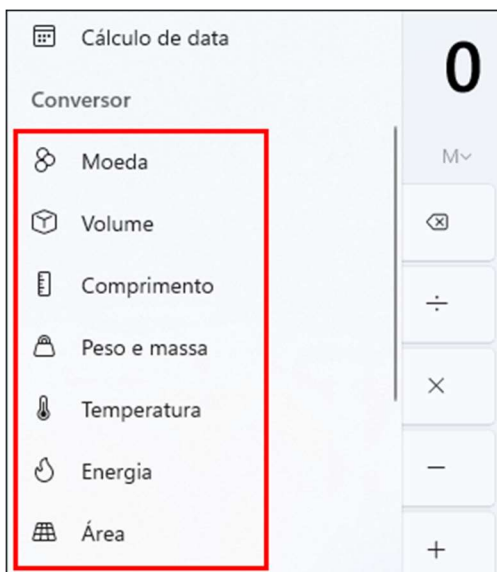 Cálculo de data
0
Conversor
Moeda
M
Volume
Comprimento
÷
Peso e massa
×
Temperatura
Energia
−
Área
+